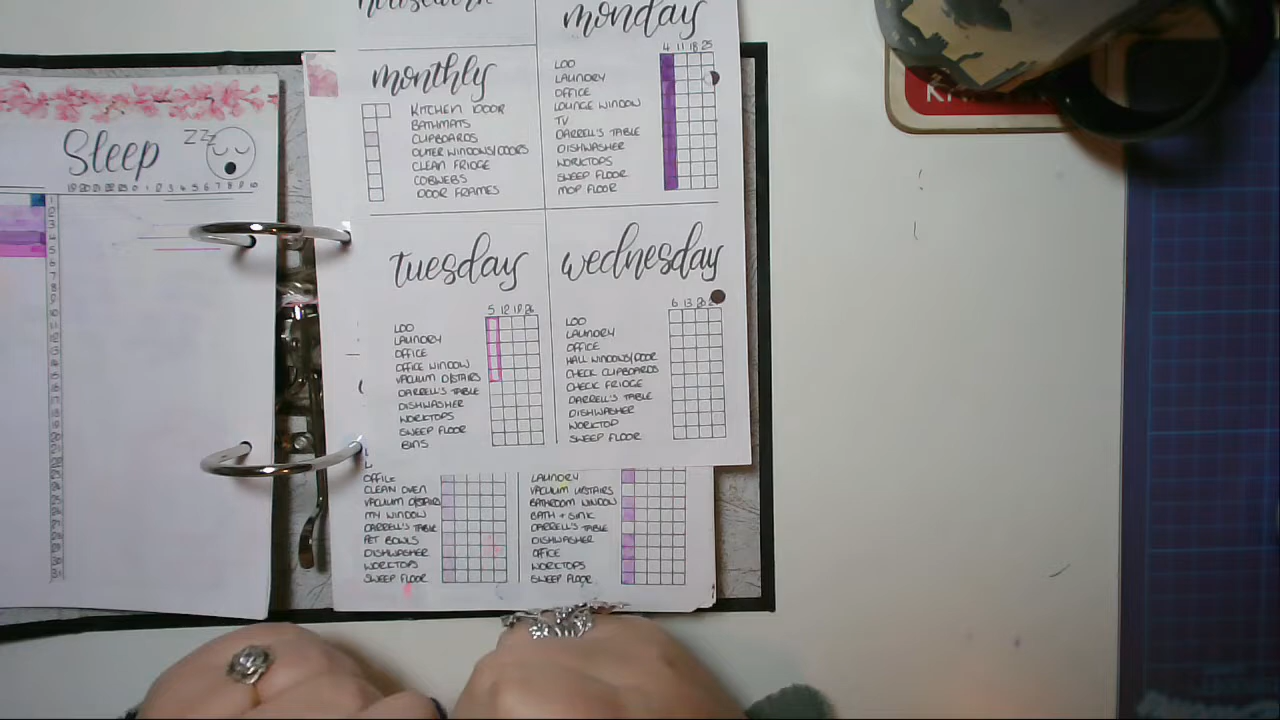 housework
monday
4 11 18 25
LOO
LAUNDRY
OFFICE
LOUNGE WINDOW
TV
DARRELL'S TABLE
DISHWASHER
WORKTOPS
SWEEP FLOOR
MOP FLOOR
monthly
KITCHEN DOOR
BATHMATS
CUPBOARDS
OUTER WINDOWS/DOORS
CLEAN FRIDGE
COBWEBS
DOOR FRAMES
Sleep
ZZZ
tuesday
5 12 19 26
LOO
LAUNDRY
OFFICE
OFFICE WINDOW
VACUUM D/STAIRS
DARRELL'S TABLE
DISHWASHER
WORKTOPS
SWEEP FLOOR
BINS
wednesday
6 13 20
LOO
LAUNDRY
OFFICE
HALL WINDOWS/DOOR
CHECK CUPBOARDS
CHECK FRIDGE
DARRELL'S TABLE
DISHWASHER
WORKTOP
SWEEP FLOOR
OFFICE
CLEAN OVEN
VACUUM D/STAIRS
MY WINDOW
DARRELL'S TABLE
PET BOWLS
DISHWASHER
WORKTOPS
SWEEP FLOOR
LAUNDRY
VACUUM UPSTAIRS
BATHROOM WINDOW
BATH + SINK
DARRELL'S TABLE
DISHWASHER
OFFICE
WORKTOPS
SWEEP FLOOR